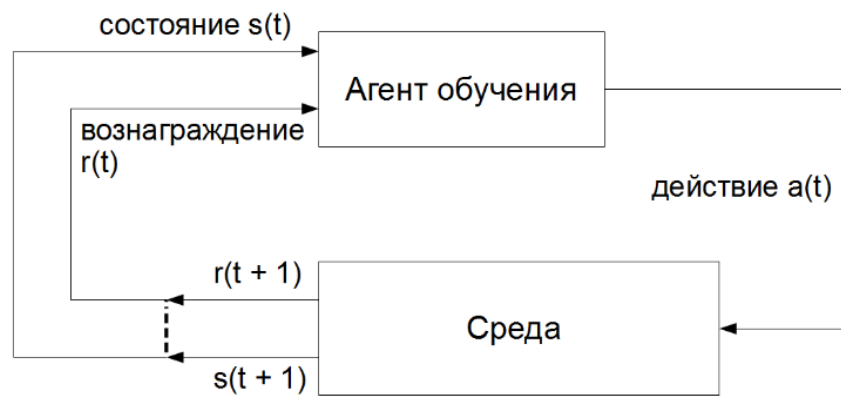 состояние s(t)
Агент обучения
вознаграждение
r(t)
действие a(t)
r(t + 1)
Среда
s(t + 1)